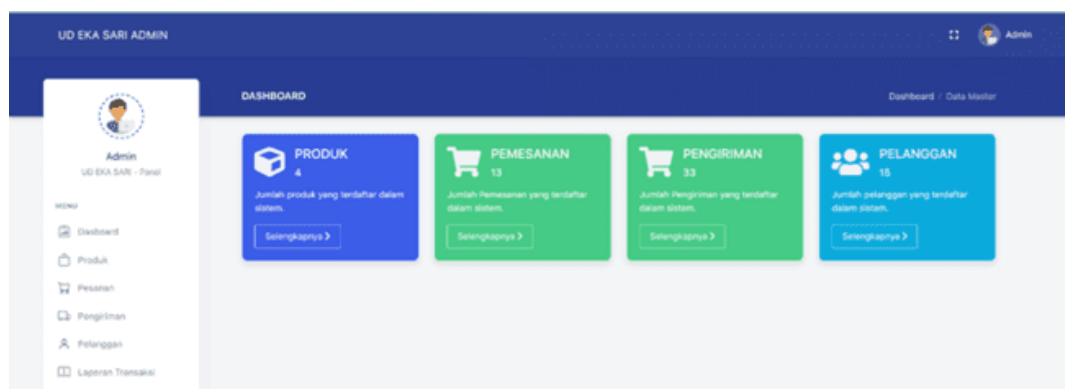 UD EKA SARI ADMIN
Admin
DASHBOARD
Dashboard / Data Master
Admin
UD EKA SARI - Panel
MENU
Dashboard
Produk
Pesanan
Pengiriman
Pelanggan
Laporan Transaksi
PRODUK
4
Jumlah produk yang terdaftar dalam
sistem.
Selengkapnya >
PEMESANAN
13
Jumlah Pemesanan yang terdaftar
dalam sistem.
Selengkapnya >
PENGIRIMAN
33
Jumlah Pengiriman yang terdaftar
dalam sistem.
Selengkapnya >
PELANGGAN
15
Jumlah pelanggan yang terdaftar
dalam sistem.
Selengkapnya >